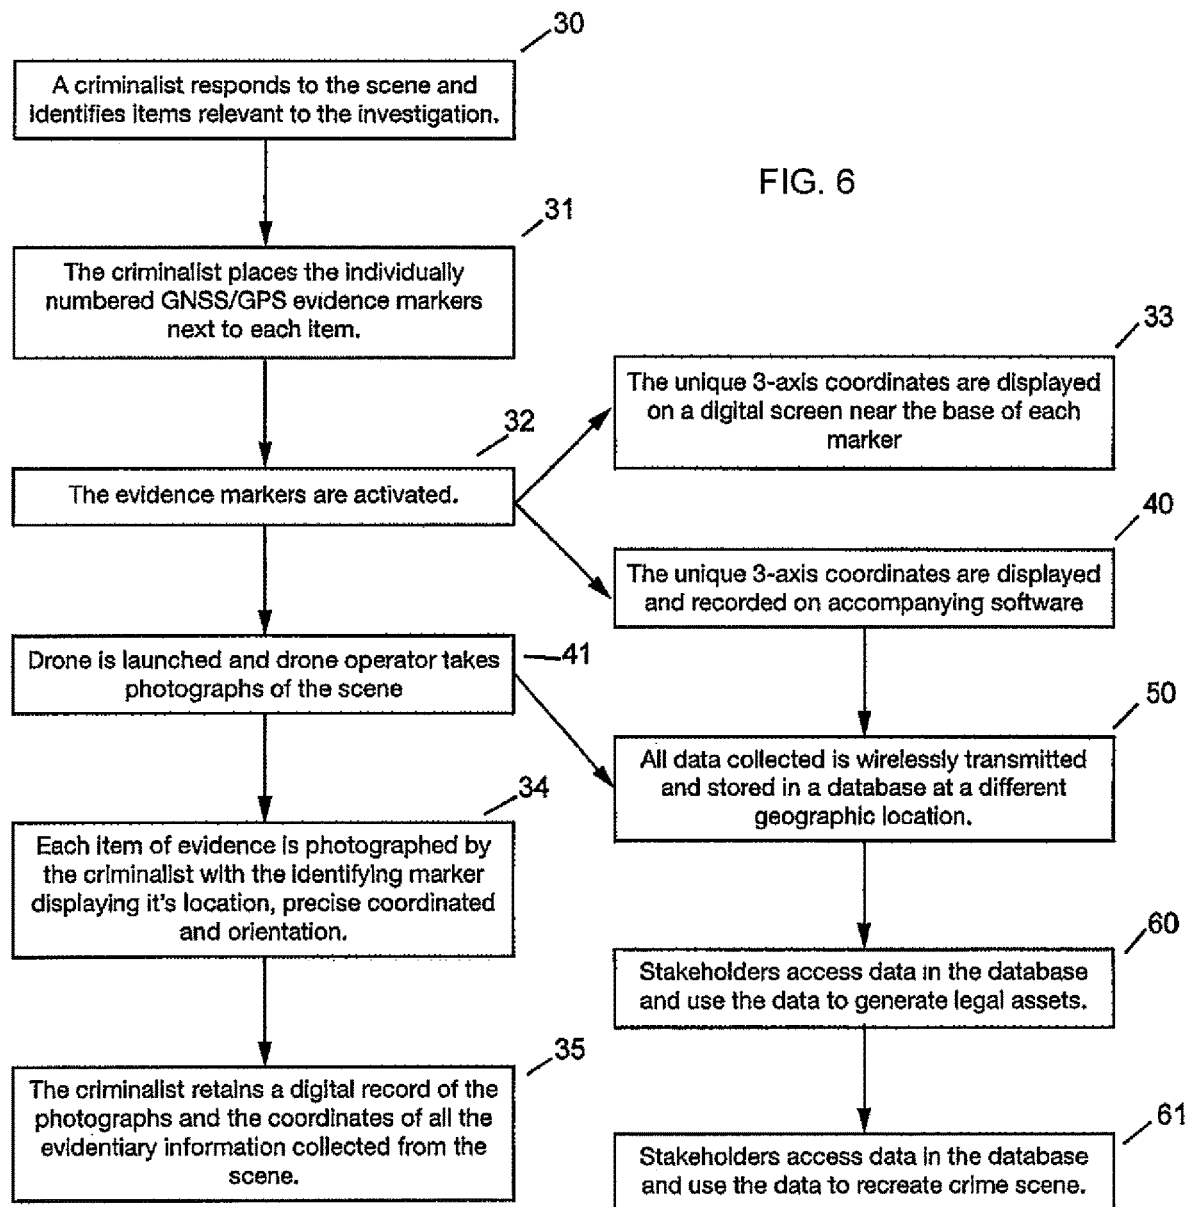 30
A criminalist responds to the scene and
identifies items relevant to the investigation.
FIG. 6
31
The criminalist places the individually
numbered GNSS/GPS evidence markers
next to each item.
33
The unique 3-axis coordinates are displayed
on a digital screen near the base of each
marker
32
The evidence markers are activated.
40
The unique 3-axis coordinates are displayed
and recorded on accompanying software
41
Drone is launched and drone operator takes
photographs of the scene
50
All data collected is wirelessly transmitted
and stored in a database at a different
geographic location.
34
Each item of evidence is photographed by
the criminalist with the identifying marker
displaying it's location, precise coordinated
and orientation.
60
Stakeholders access data in the database
and use the data to generate legal assets.
35
The criminalist retains a digital record of the
photographs and the coordinates of all the
evidentiary information collected from the
scene.
61
Stakeholders access data in the database
and use the data to recreate crime scene.